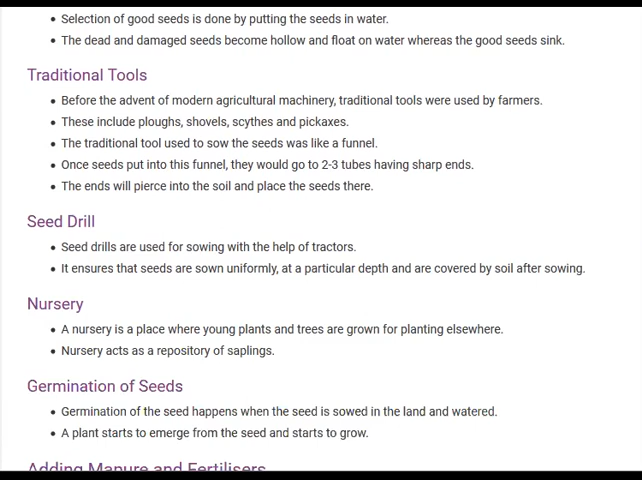 Selection of good seeds is done by putting the seeds in water.
The dead and damaged seeds become hollow and float on water whereas the good seeds sink.
Traditional Tools
Before the advent of modern agricultural machinery, traditional tools were used by farmers.
These include ploughs, shovels, scythes and pickaxes.
The traditional tool used to sow the seeds was like a funnel.
Once seeds put into this funnel, they would go to 2-3 tubes having sharp ends.
The ends will pierce into the soil and place the seeds there.
Seed Drill
Seed drills are used for sowing with the help of tractors.
It ensures that seeds are sown uniformly, at a particular depth and are covered by soil after sowing.
Nursery
A nursery is a place where young plants and trees are grown for planting elsewhere.
Nursery acts as a repository of saplings.
Germination of Seeds
Germination of the seed happens when the seed is sowed in the land and watered.
A plant starts to emerge from the seed and starts to grow.
Adding Manure and Fertilisers